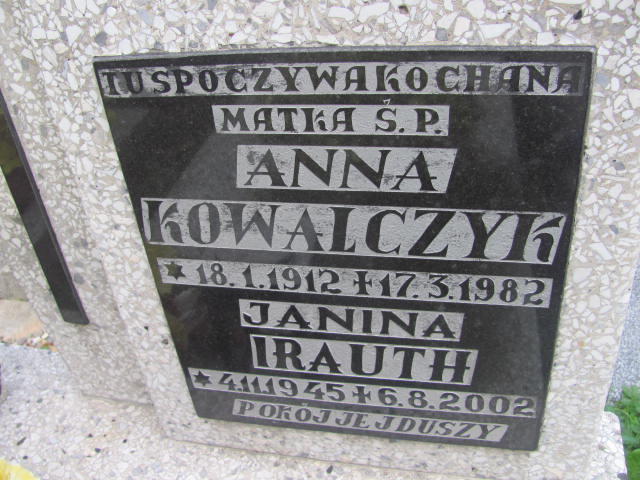 TU SPOCZYWA KOCHANA
MATKA Ś.P.
ANNA
KOWALCZYK
✶ 18.1.1912 ✝ 17.3.1982
JANINA
IRAUTH
✶ 4.11.1945 ✝ 6.8.2002
POKÓJ JEJ DUSZY